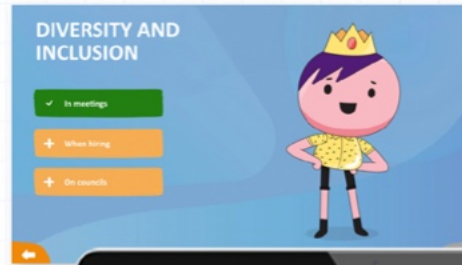 DIVERSITY AND
INCLUSION
In meetings
When hiring
On councils